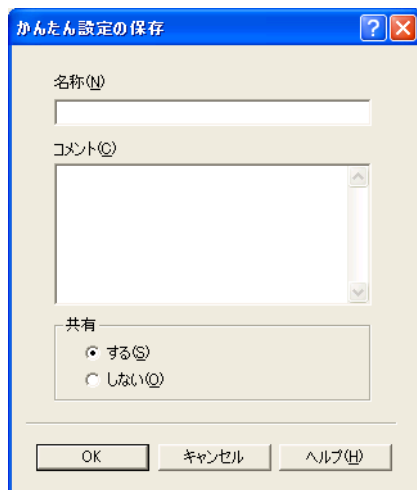 かんたん設定の保存
名称(N)
コメント(C)
共有
する(S)
しない(O)
OK キャンセル ヘルプ(H)